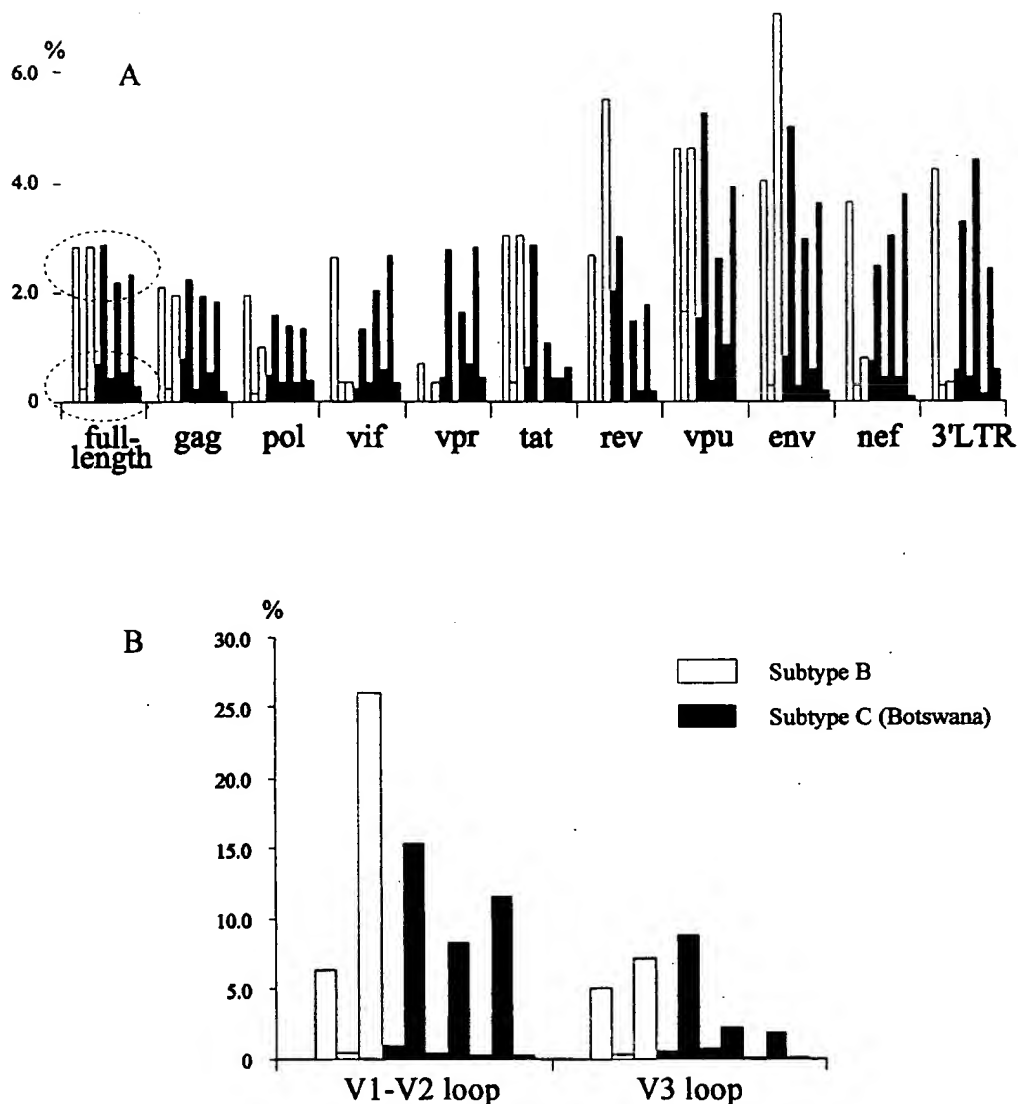 %
A
6.0
4.0
2.0
0
full-length gag pol vif vpr tat rev vpu env nef 3'LTR
%
B
30.0
25.0
20.0
15.0
10.0
5.0
0
Subtype B
Subtype C (Botswana)
V1-V2 loop V3 loop